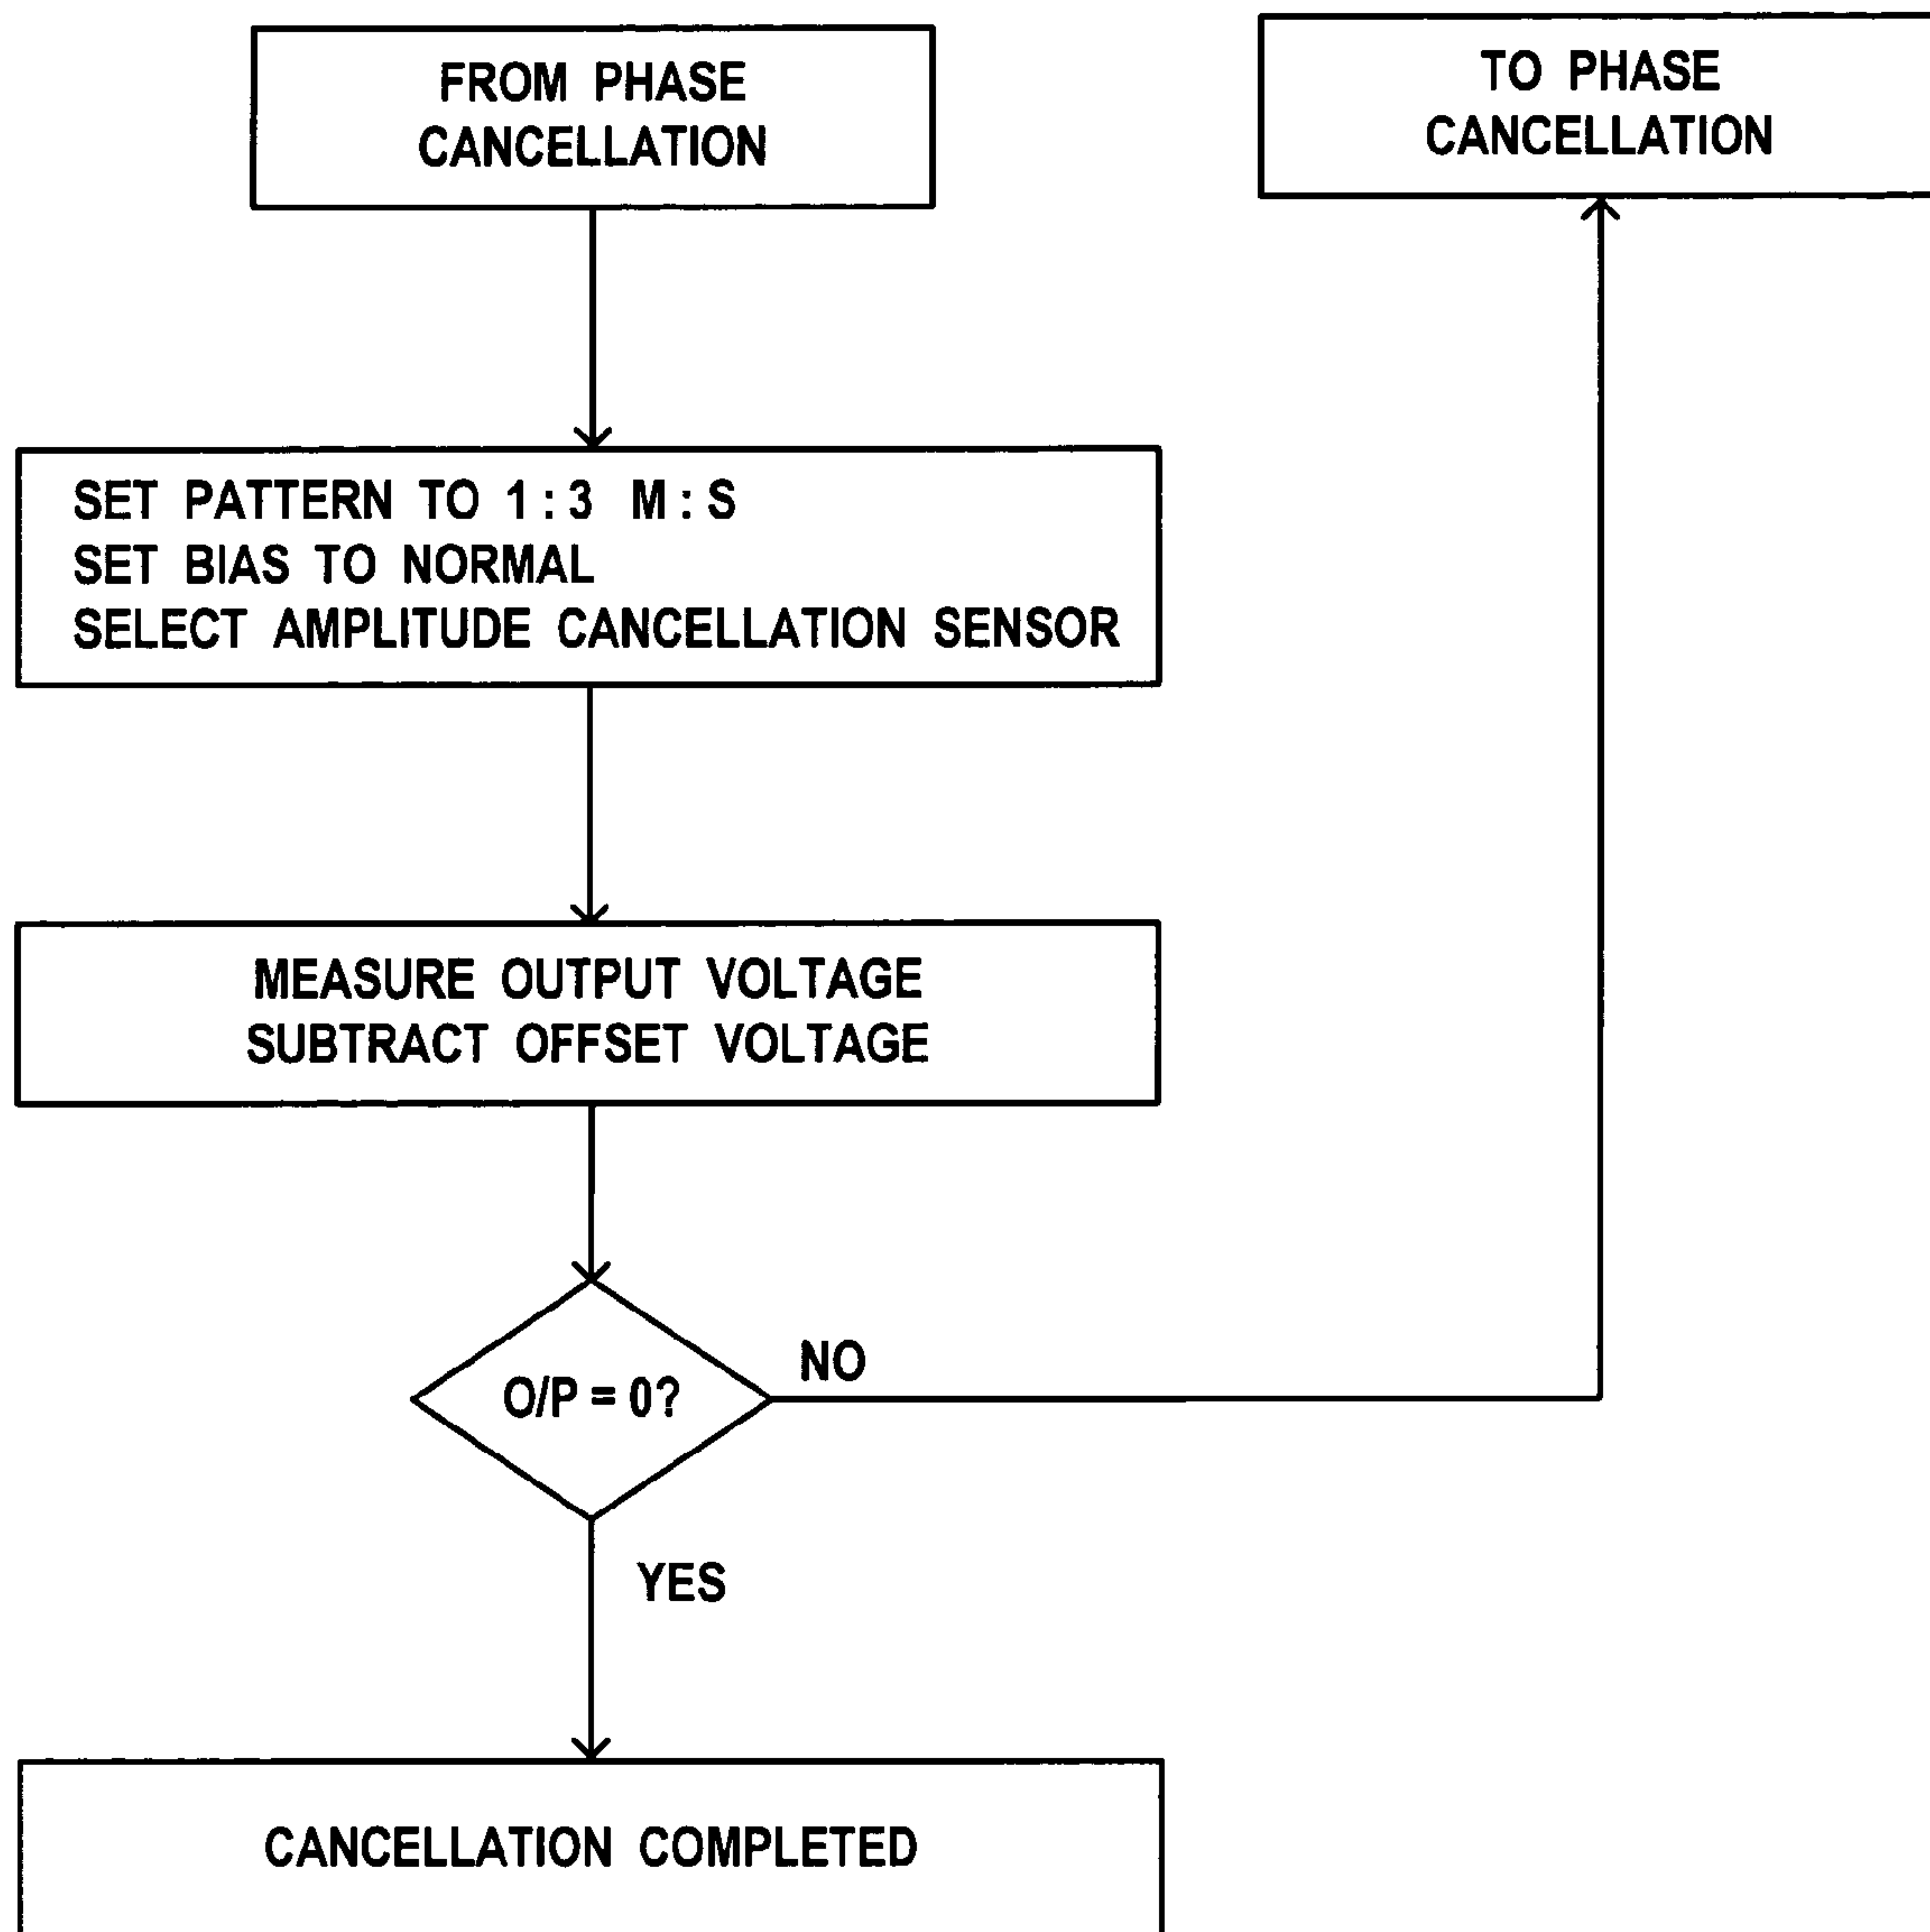 FROM PHASE
CANCELLATION
TO PHASE
CANCELLATION
SET PATTERN TO 1 : 3 M : S
SET BIAS TO NORMAL
SELECT AMPLITUDE CANCELLATION SENSOR
MEASURE OUTPUT VOLTAGE
SUBTRACT OFFSET VOLTAGE
O/P = 0?
NO
YES
CANCELLATION COMPLETED